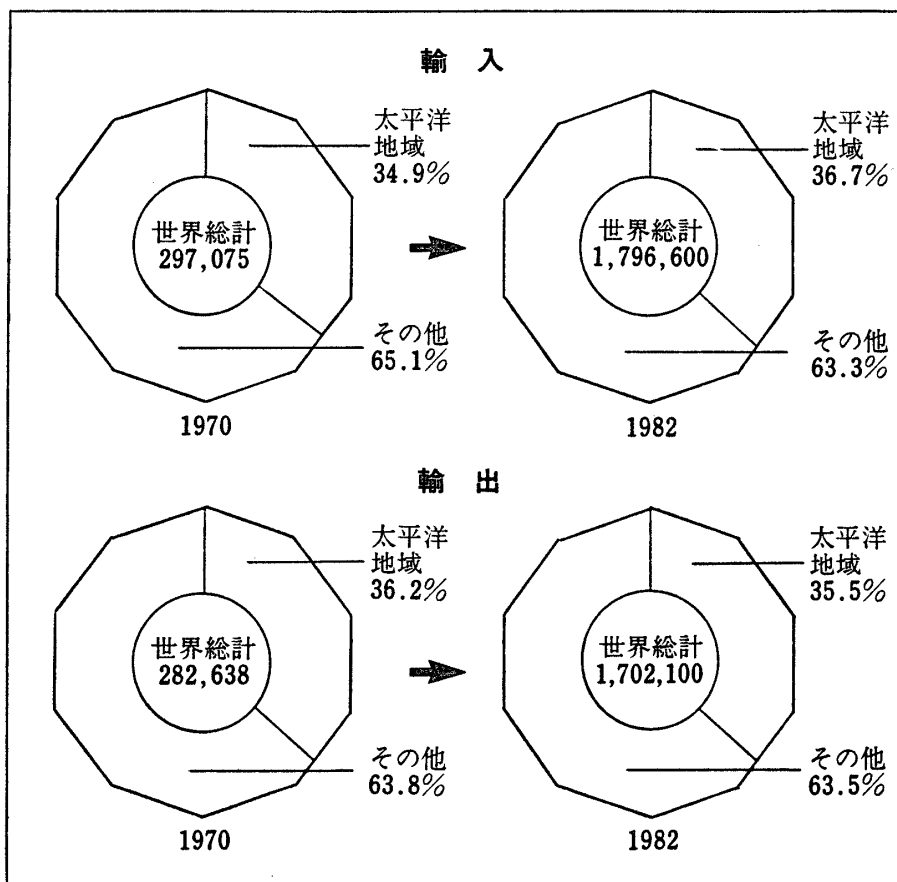 輸 入
太平洋
地域
34.9%
世界総計
297,075
その他
65.1%
1970
太平洋
地域
36.7%
世界総計
1,796,600
その他
63.3%
1982
輸 出
太平洋
地域
36.2%
世界総計
282,638
その他
63.8%
1970
太平洋
地域
35.5%
世界総計
1,702,100
その他
63.5%
1982